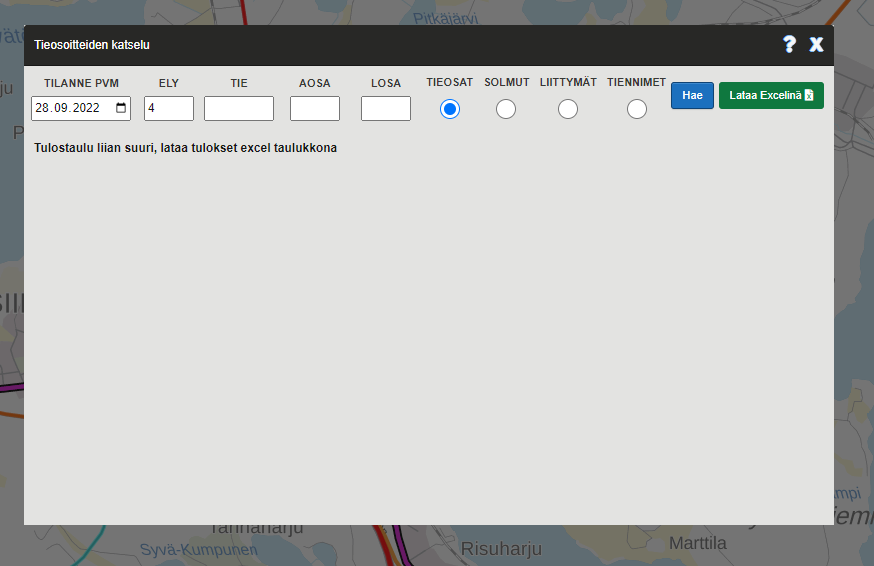 Pitkäjärvi
Tieosoitteiden katselu
? X
TILANNE PVM ELY TIE AOSA LOSA TIEOSAT SOLMUT LIITTYMÄT TIENNIMET
28.09.2022 4
Hae Lataa Excelinä
Tulostaulu liian suuri, lataa tulokset excel taulukkona
Syvä-Kumpunen
Risuharju
Marttila